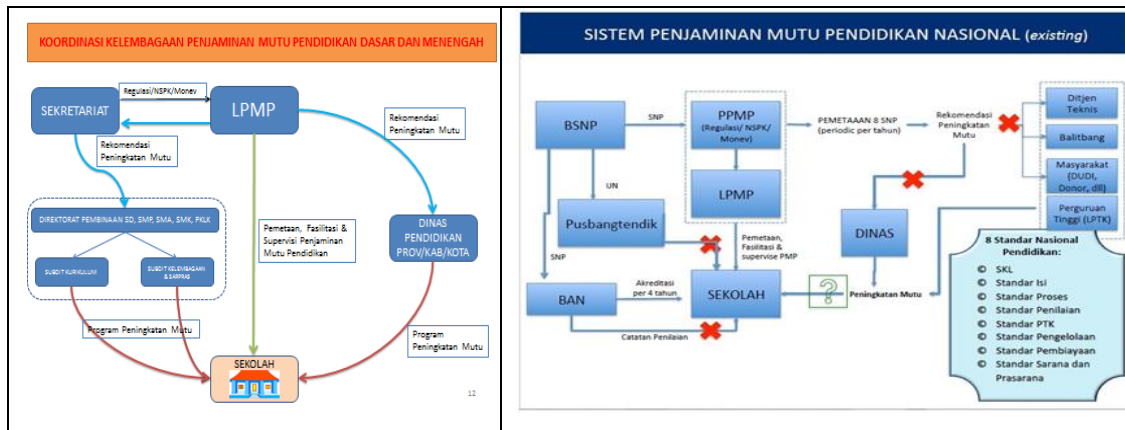 KOORDINASI KELEMBAGAAN PENJAMINAN MUTU PENDIDIKAN DASAR DAN MENENGAH
SEKRETARIAT
Regulasi/NSPK/Monev
LPMP
Rekomendasi
Peningkatan Mutu
Rekomendasi
Peningkatan Mutu
DIREKTORAT PEMBINAAN SD, SMP, SMA, SMK, PKLK
SUBDIT KURIKULUM
SUBDIT KELEMBAGAAN
& SARPRAS
Pemetaan, Fasilitasi &
Supervisi Penjaminan
Mutu Pendidikan
DINAS
PENDIDIKAN
PROV/KAB/KOTA
Program Peningkatan Mutu
Program
Peningkatan Mutu
SEKOLAH
12
SISTEM PENJAMINAN MUTU PENDIDIKAN NASIONAL (existing)
BSNP
SNP
PPMP
(Regulasi/ NSPK/
Monev)
PEMETAAAN 8 SNP
(periodic per tahun)
Rekomendasi
Peningkatan
Mutu
Ditjen
Teknis
Balitbang
Masyarakat
(DUDI,
Donor, dll)
Perguruan
Tinggi (LPTK)
UN
LPMP
Pusbangtendik
DINAS
SNP
Pemetaan,
Fasilitasi &
supervise PMP
BAN
Akreditasi
per 4 tahun
SEKOLAH
?
Peningkatan Mutu
Catatan Penilaian
8 Standar Nasional
Pendidikan:
© SKL
© Standar Isi
© Standar Proses
© Standar Penilaian
© Standar PTK
© Standar Pengelolaan
© Standar Pembiayaan
© Standar Sarana dan
Prasarana